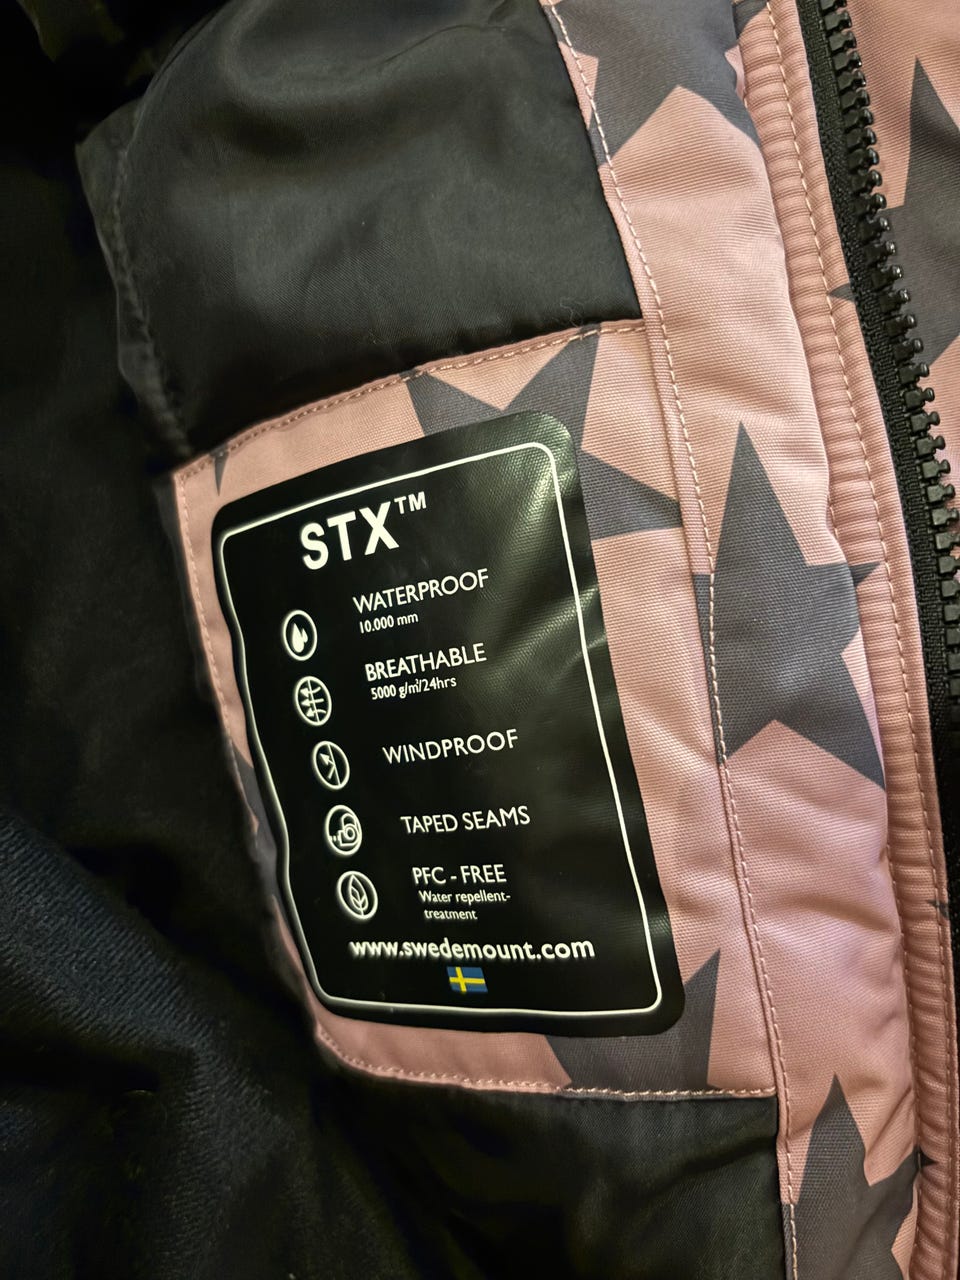 STX™
WATERPROOF
10.000 mm
BREATHABLE
5000 g/m²/24hrs
WINDPROOF
TAPED SEAMS
PFC - FREE
Water repellent-
treatment
www.swedemount.com